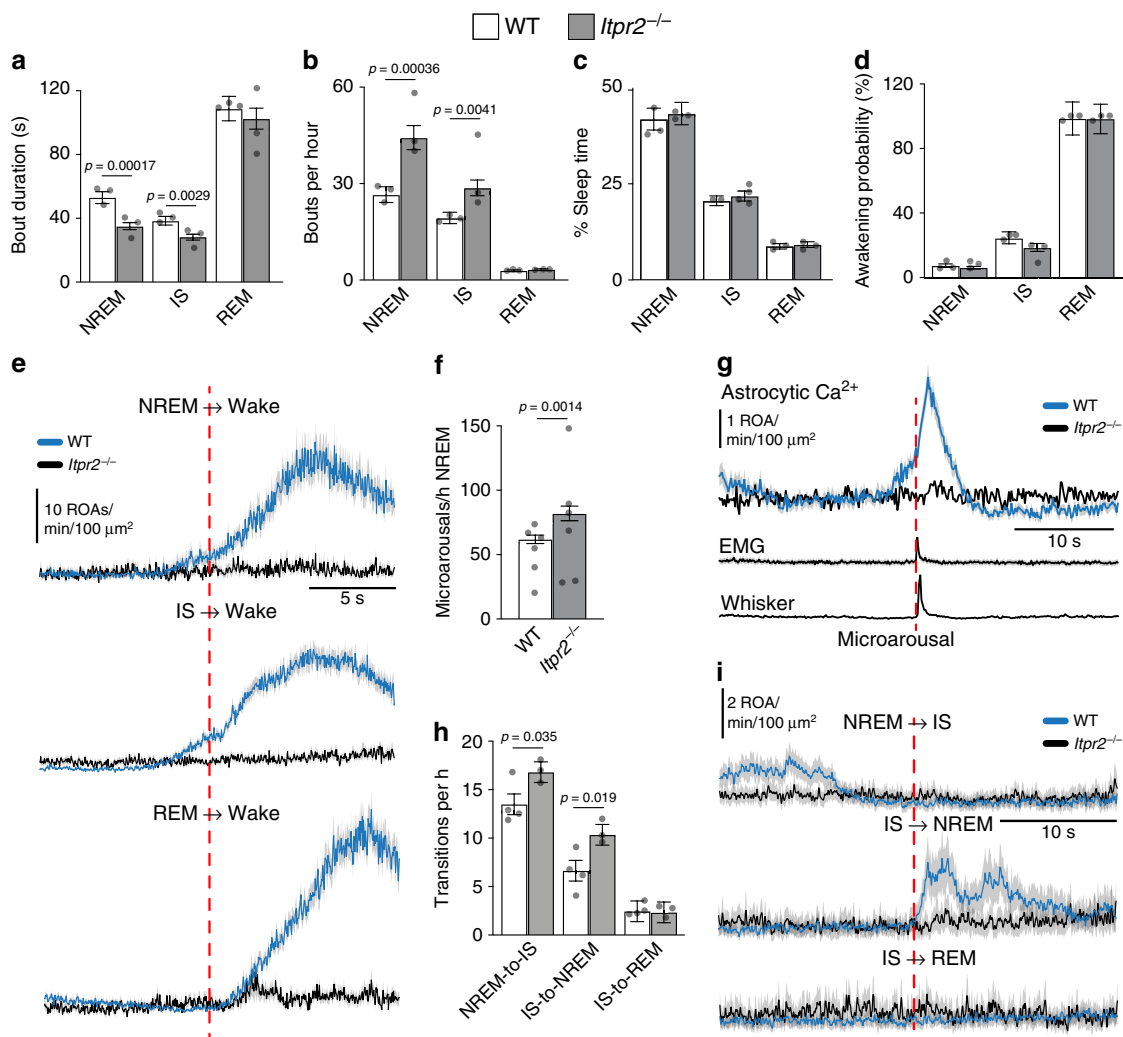 WT
Itpr2−/−
a
Bout duration (s)
120
80
40
0
p = 0.00017
p = 0.0029
NREM
IS
REM
b
Bouts per hour
60
30
0
p = 0.00036
p = 0.0041
NREM
IS
REM
c
% Sleep time
50
25
0
NREM
IS
REM
d
Awakening probability (%)
120
80
40
0
NREM
IS
REM
e
NREM → Wake
WT
Itpr2−/−
10 ROAs/
min/100 μm²
5 s
IS → Wake
REM → Wake
f
Microarousals/h NREM
150
100
50
0
p = 0.0014
WT
Itpr2−/−
g
Astrocytic Ca²⁺
1 ROA/
min/100 μm²
WT
Itpr2−/−
10 s
EMG
Whisker
Microarousal
h
Transitions per h
20
15
10
5
0
p = 0.035
p = 0.019
NREM-to-IS
IS-to-NREM
IS-to-REM
i
2 ROA/
min/100 μm²
NREM → IS
WT
Itpr2−/−
IS → NREM
10 s
IS → REM